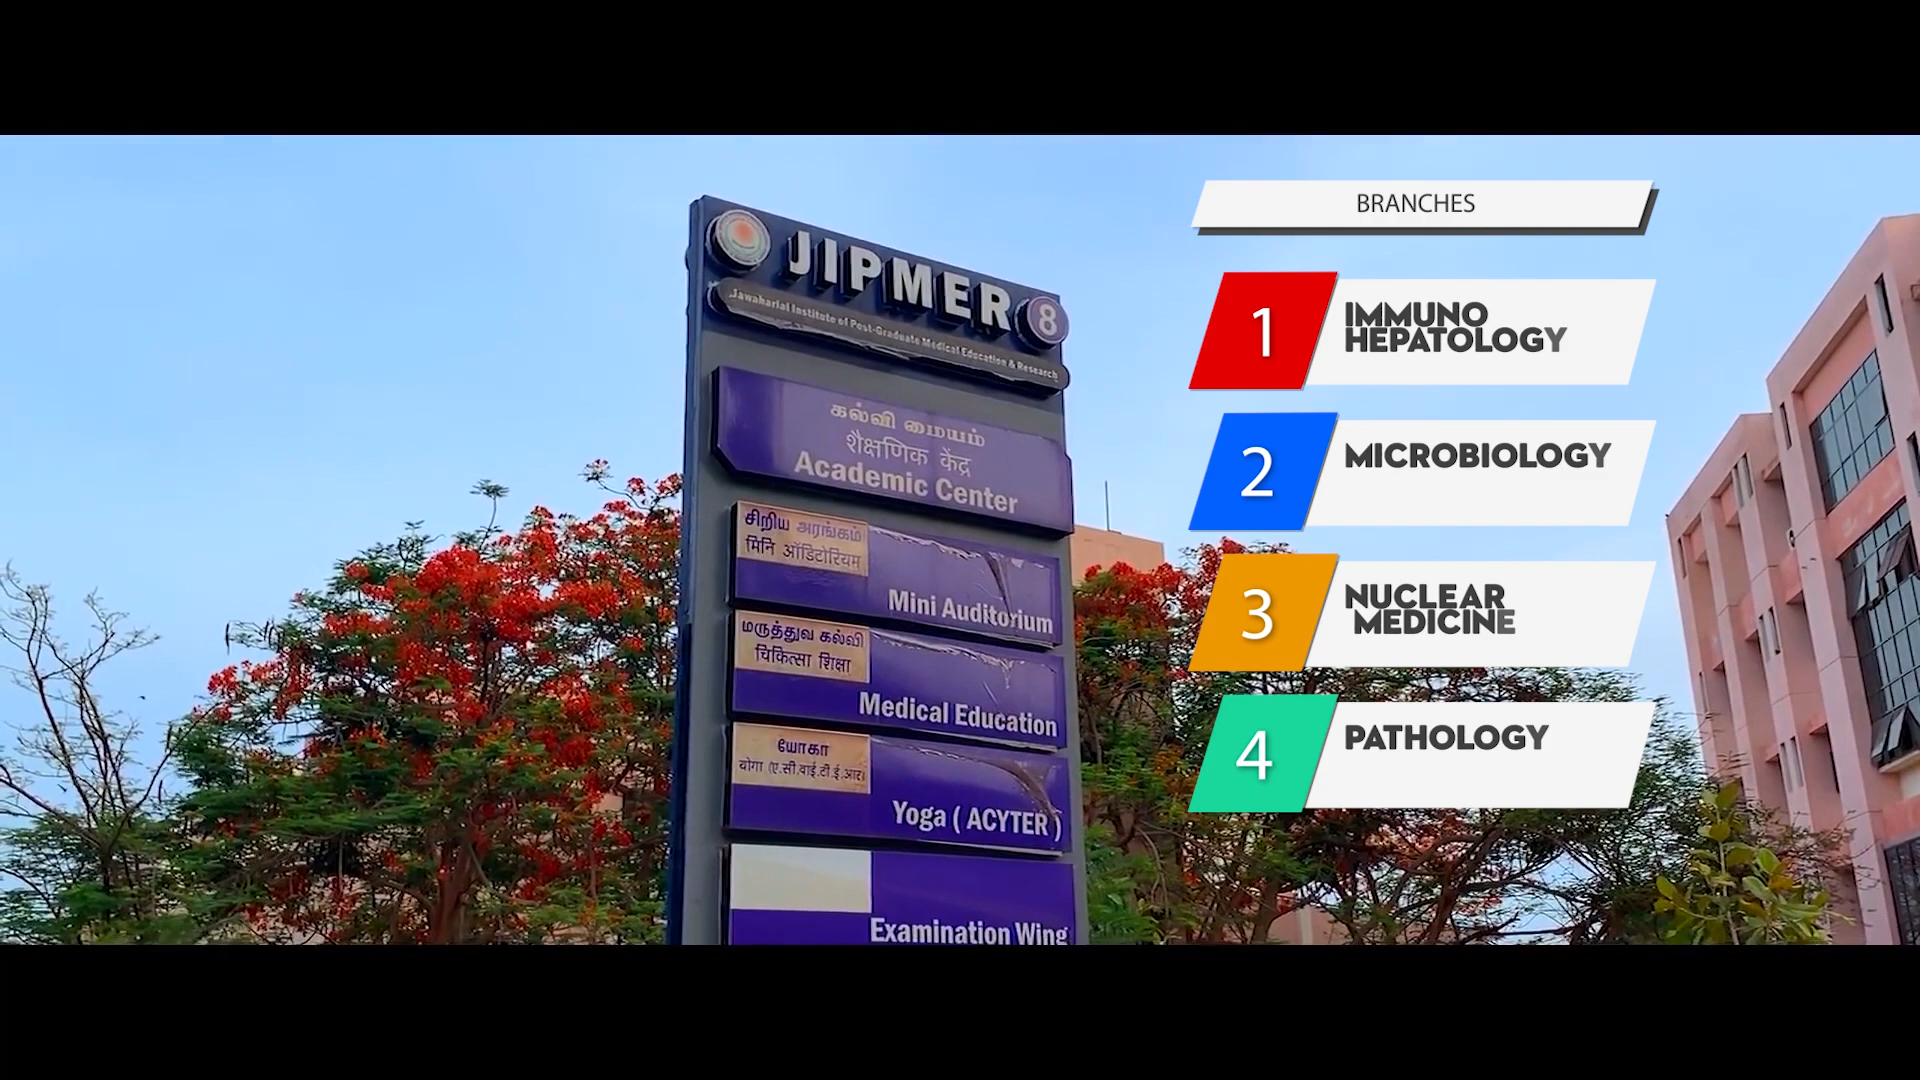 JIPMER 8
Jawaharlal Institute of Post-Graduate Medical Education & Research
கல்வி மையம்
शैक्षणिक केंद्र
Academic Center
சிறிய அரங்கம்
मिनि ऑडिटोरियम
Mini Auditorium
மருத்துவ கல்வி
चिकित्सा शिक्षा
Medical Education
யோகா
योगा (ए.सी.वाई.टी.ई.आर)
Yoga ( ACYTER )
Examination Wing
BRANCHES
1 IMMUNO
HEPATOLOGY
2 MICROBIOLOGY
3 NUCLEAR
MEDICINE
4 PATHOLOGY